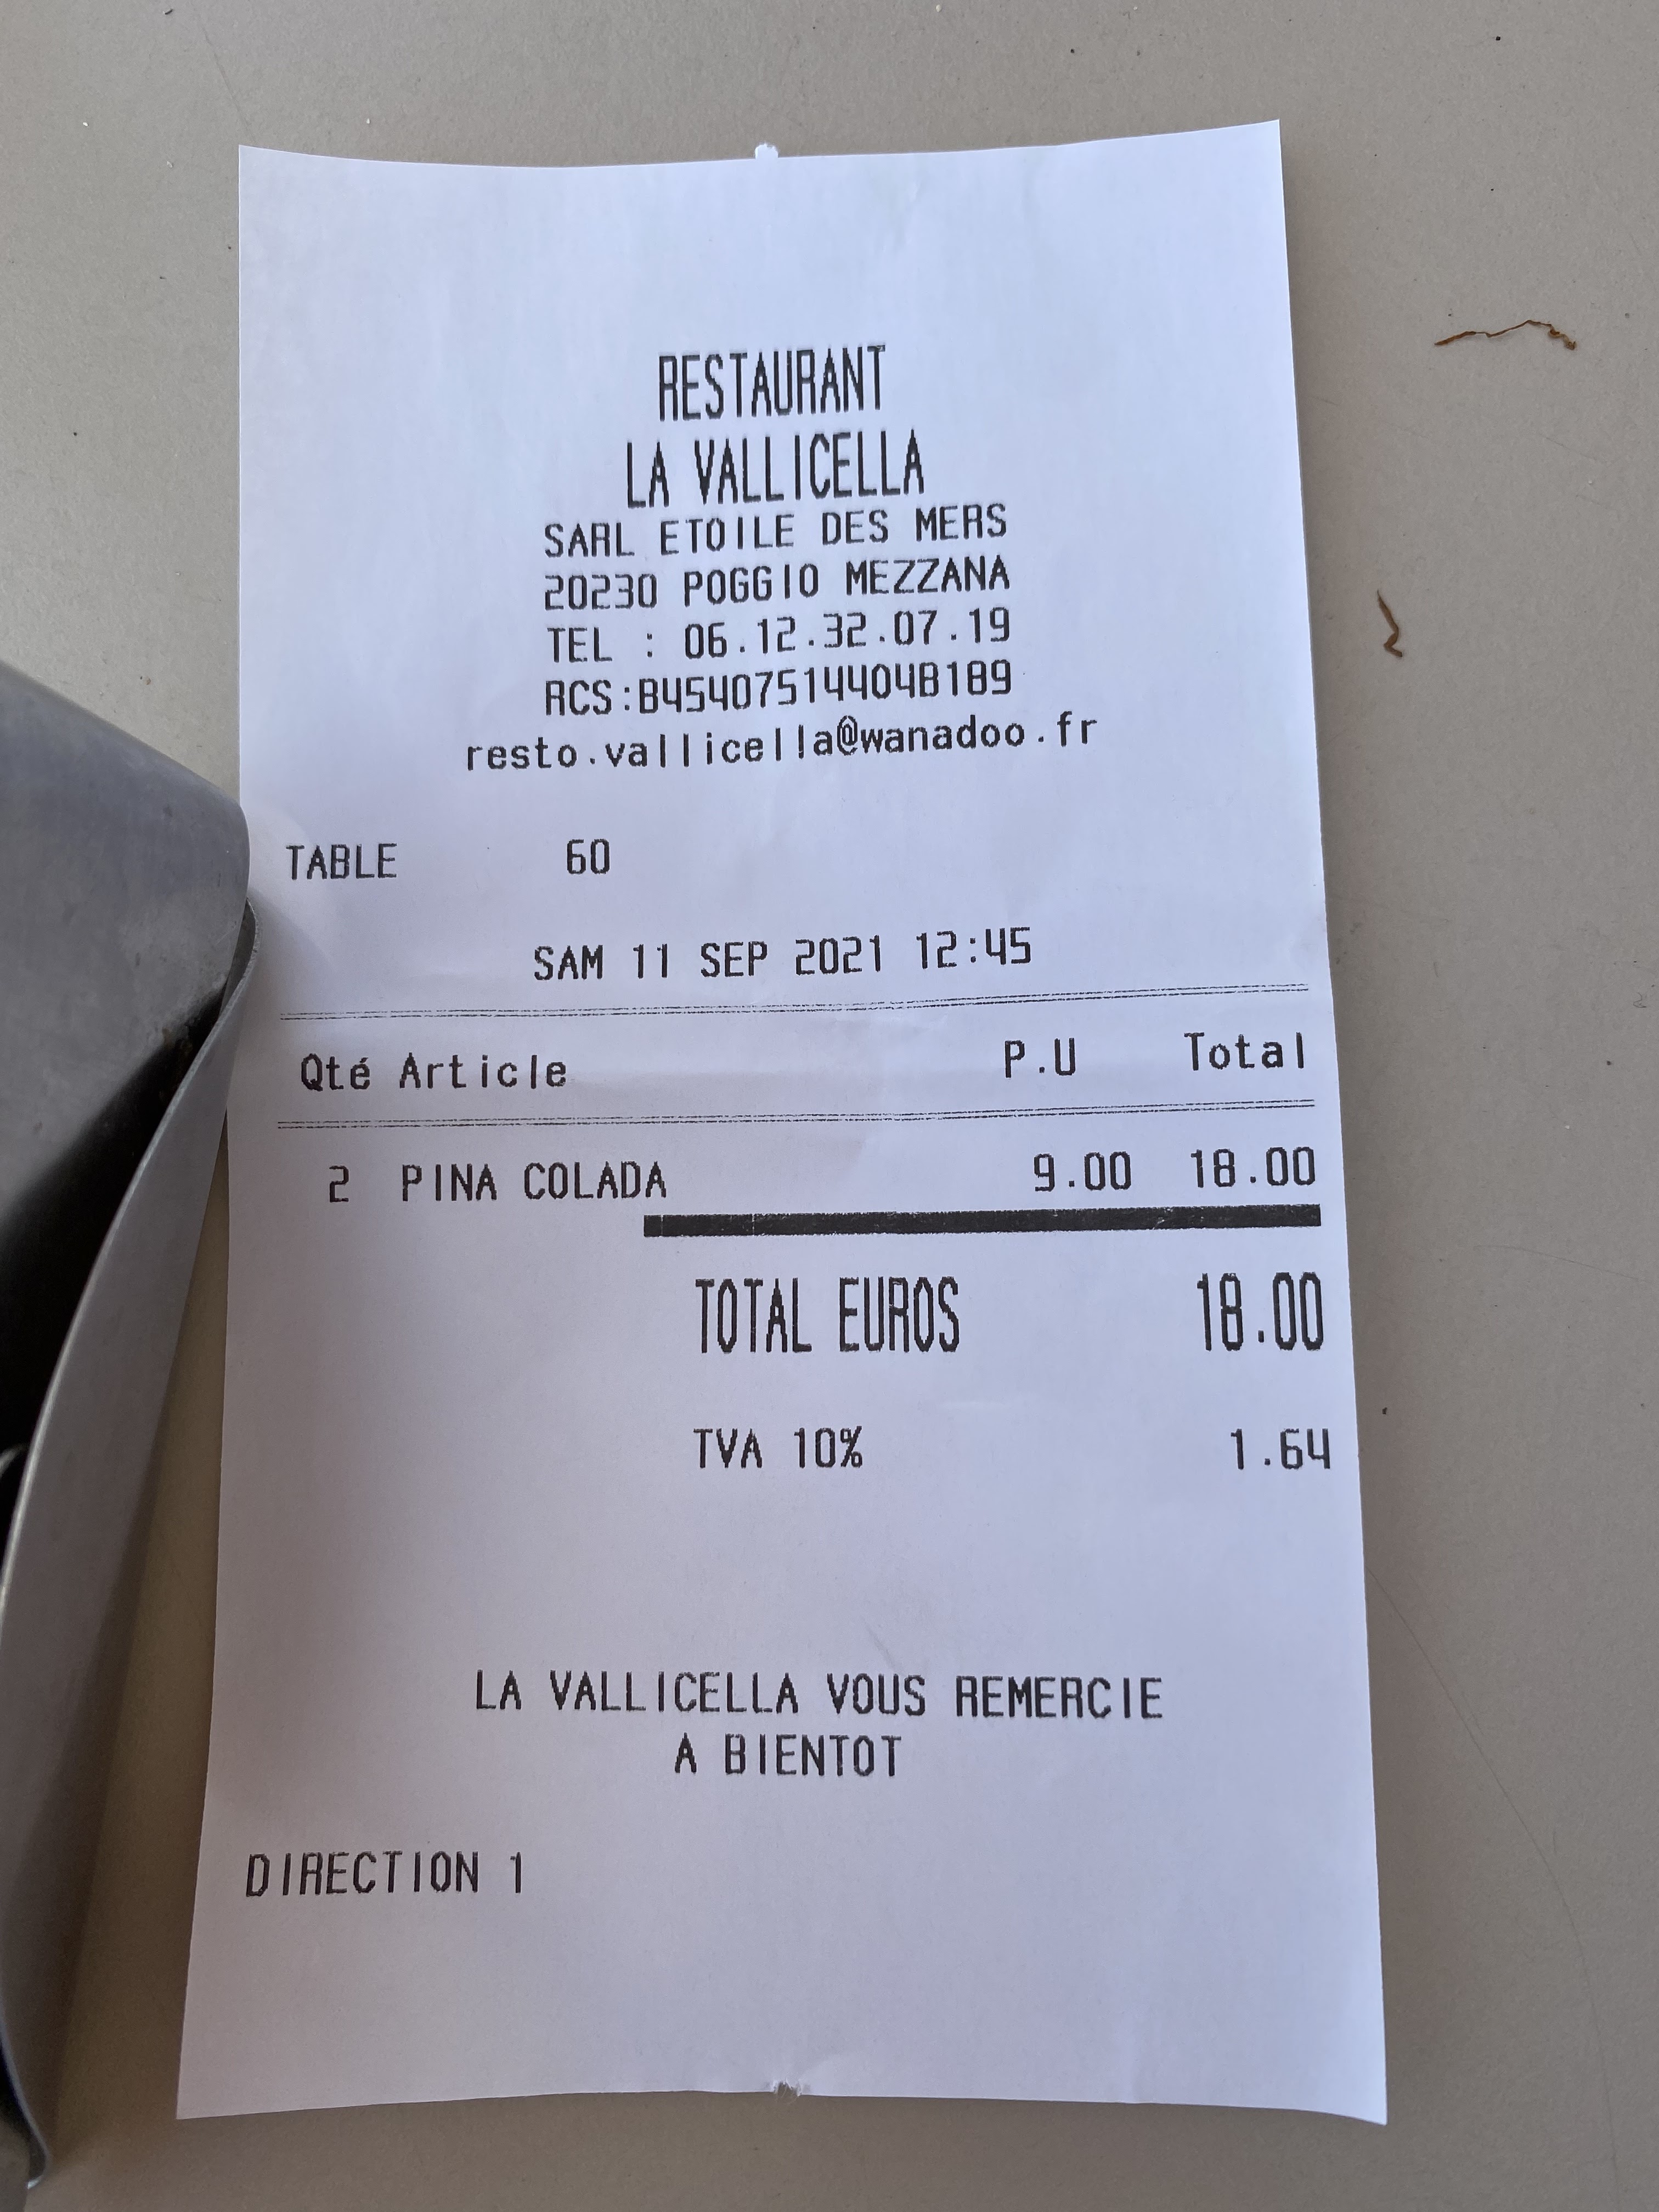 RESTAURANT
LA VALLICELLA
SARL ETOILE DES MERS
20230 POGGIO MEZZANA
TEL : 06.12.32.07.19
RCS:B45407514404B189
resto.vallicella@wanadoo.fr
TABLE 60
SAM 11 SEP 2021 12:45
Qté Article P.U Total
2 PINA COLADA 9.00 18.00
TOTAL EUROS 18.00
TVA 10% 1.64
LA VALLICELLA VOUS REMERCIE
A BIENTOT
DIRECTION 1